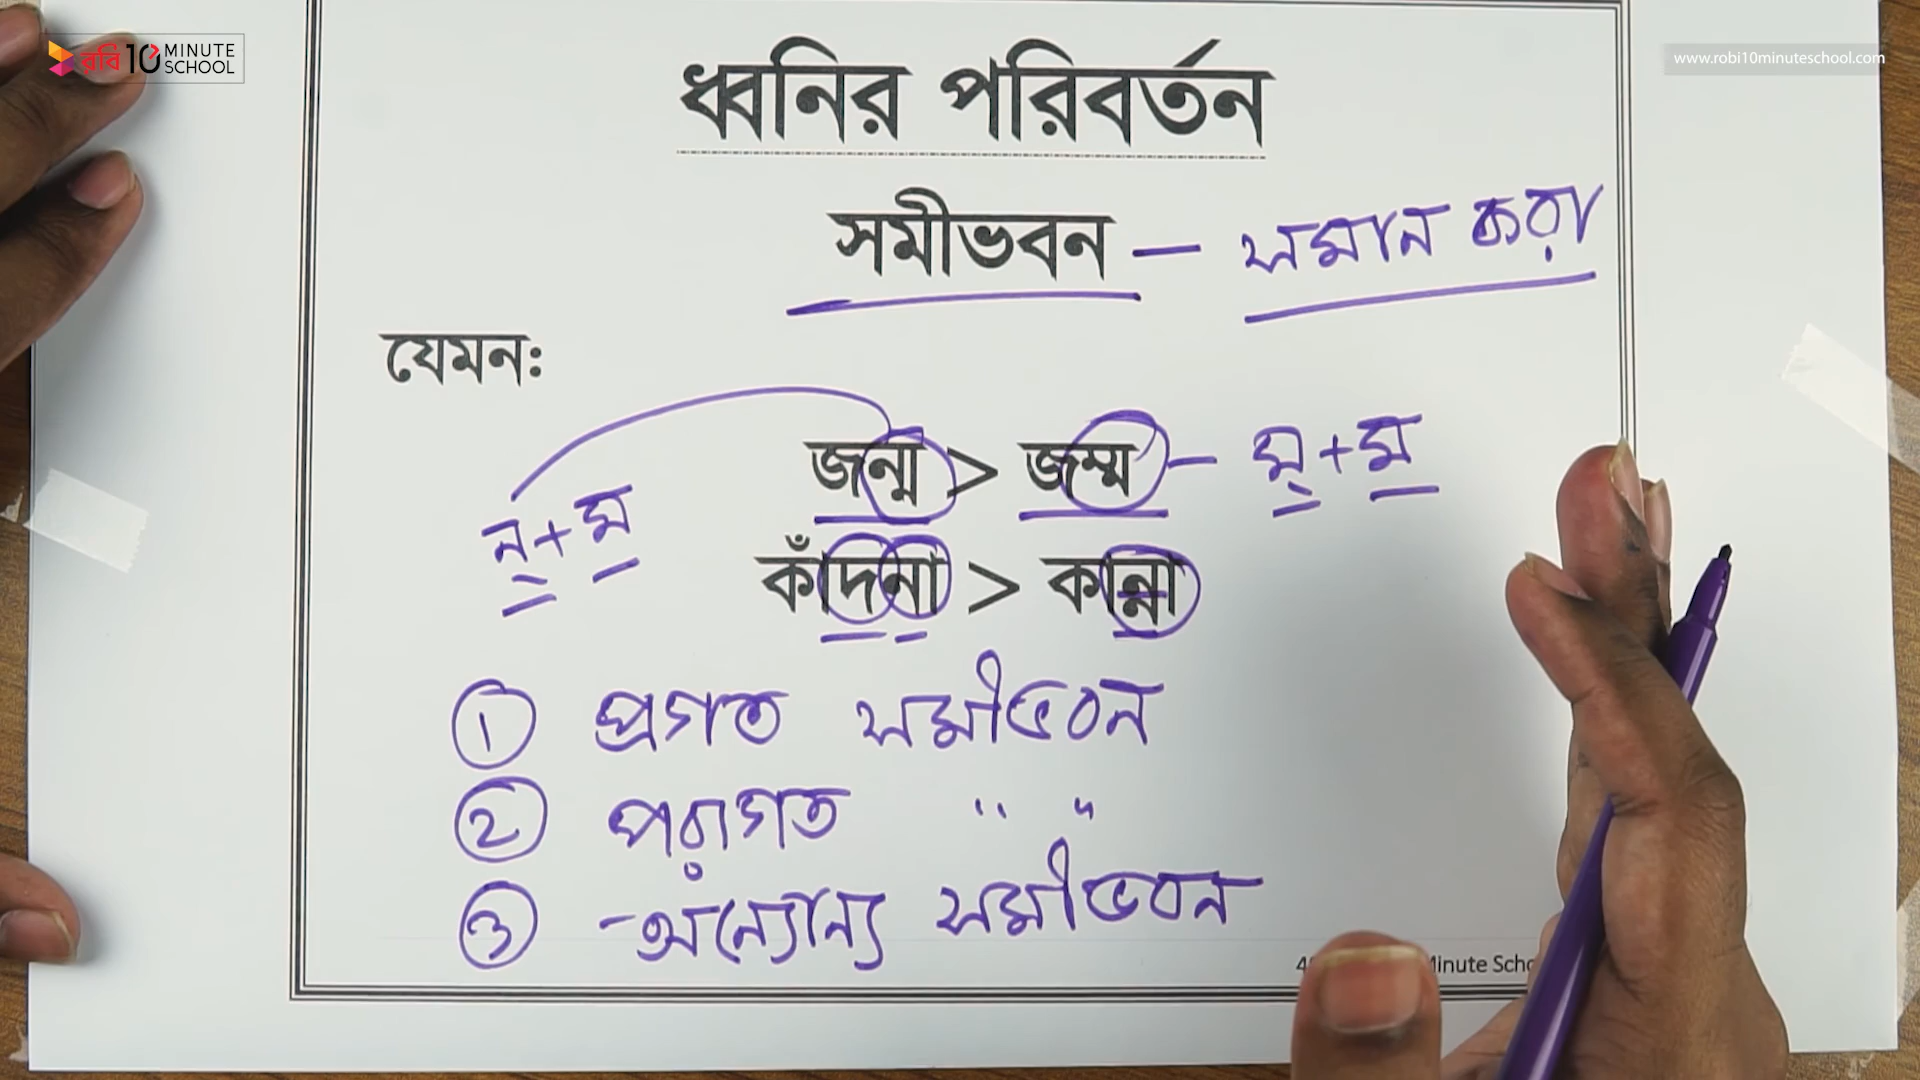 রবি 10 MINUTE SCHOOL
www.robi10minuteschool.com
ধ্বনির পরিবর্তন
সমীভবন — সমান করা
যেমনঃ
জন্ম > জম্ম — ম্ + ম
ন্ + ম
কাঁদনা > কান্না
① প্রগত সমীভবন
② পরাগত " "
③ -অন্যোন্য সমীভবন
Minute